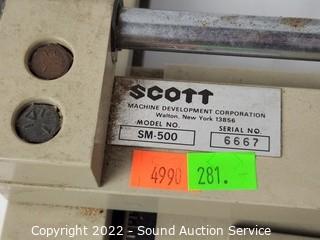 SCOTT
MACHINE DEVELOPMENT CORPORATION
Walton, New York 13856
MODEL NO. SERIAL NO.
SM-500 6667
4990 281.
Copyright 2022 - Sound Auction Service